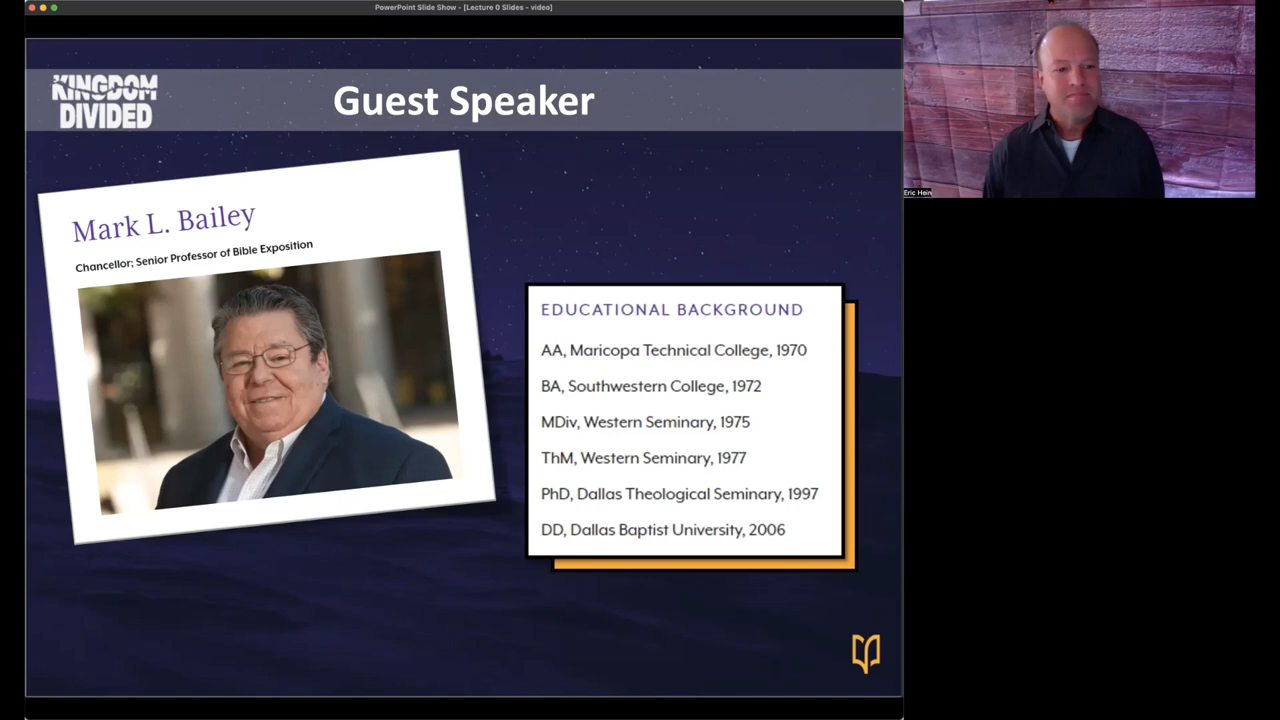 PowerPoint Slide Show - [Lecture 0 Slides - video]
KINGDOM
DIVIDED
Guest Speaker
Mark L. Bailey
Chancellor; Senior Professor of Bible Exposition
EDUCATIONAL BACKGROUND
AA, Maricopa Technical College, 1970
BA, Southwestern College, 1972
MDiv, Western Seminary, 1975
ThM, Western Seminary, 1977
PhD, Dallas Theological Seminary, 1997
DD, Dallas Baptist University, 2006
Eric Hein